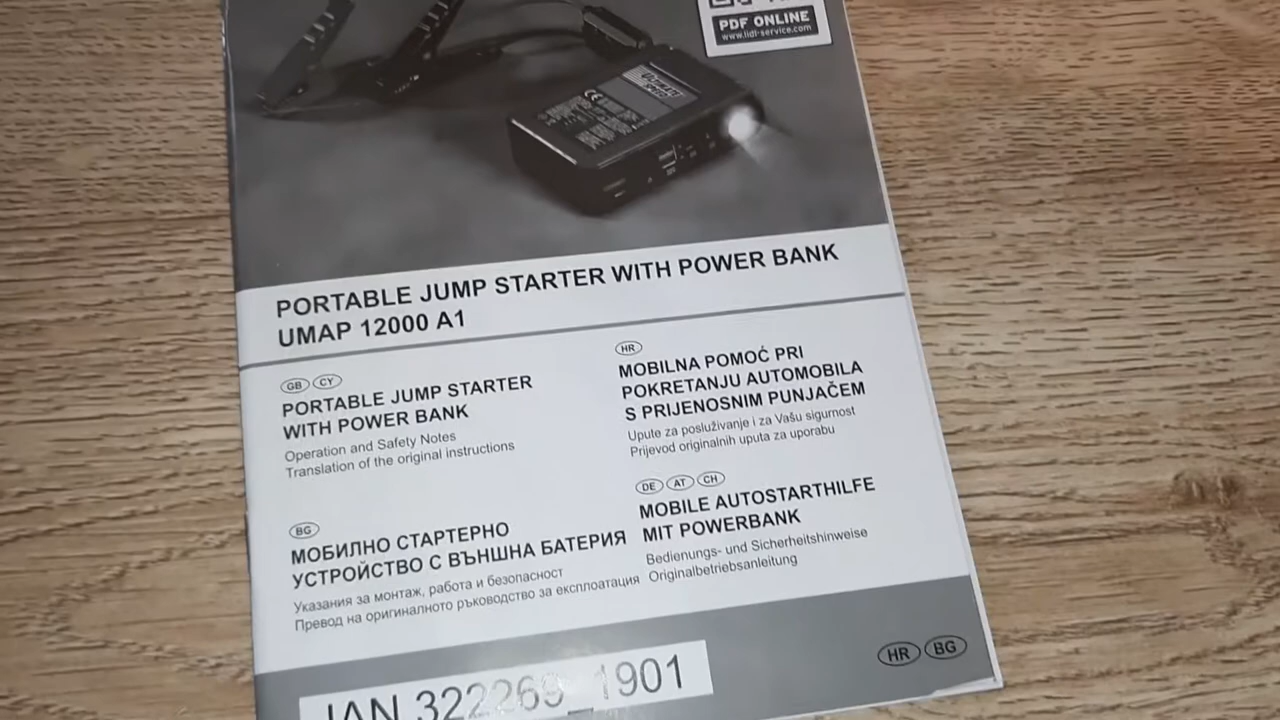 PDF ONLINE
www.lidl-service.com
ULTIMATE
SPEED
CE
PORTABLE JUMP STARTER WITH POWER BANK
UMAP 12000 A1
GB CY
PORTABLE JUMP STARTER
WITH POWER BANK
Operation and Safety Notes
Translation of the original instructions
HR
MOBILNA POMOĆ PRI
POKRETANJU AUTOMOBILA
S PRIJENOSNIM PUNJAČEM
Upute za posluživanje i za Vašu sigurnost
Prijevod originalnih uputa za uporabu
BG
МОБИЛНО СТАРТЕРНО
УСТРОЙСТВО С ВЪНШНА БАТЕРИЯ
Указания за монтаж, работа и безопасност
Превод на оригиналното ръководство за експлоатация
DE AT CH
MOBILE AUTOSTARTHILFE
MIT POWERBANK
Bedienungs- und Sicherheitshinweise
Originalbetriebsanleitung
IAN 322269_1901
HR BG